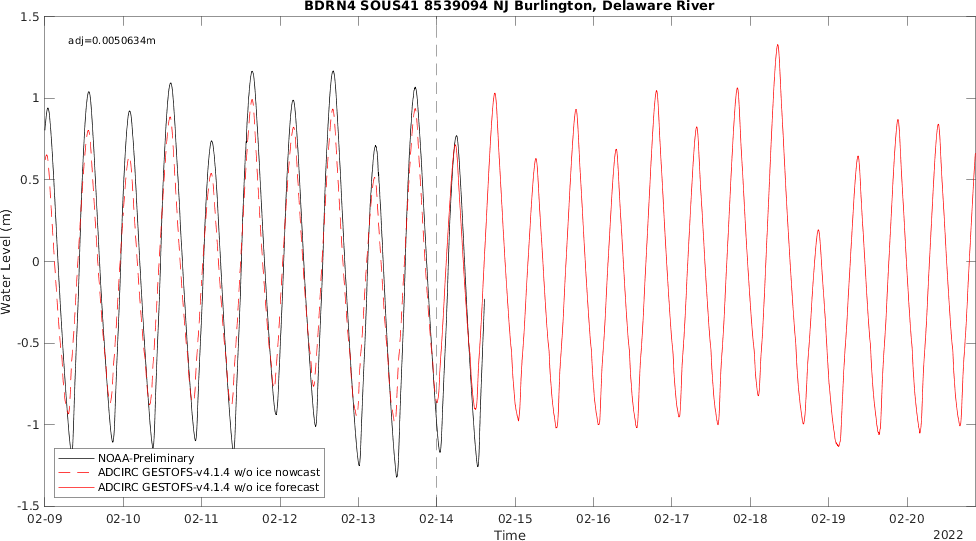 BDRN4 SOUS41 8539094 NJ Burlington, Delaware River
adj=0.0050634m
1.5
1
0.5
0
-0.5
-1
-1.5
Water Level (m)
NOAA-Preliminary
ADCIRC GESTOFS-v4.1.4 w/o ice nowcast
ADCIRC GESTOFS-v4.1.4 w/o ice forecast
02-09 02-10 02-11 02-12 02-13 02-14 02-15 02-16 02-17 02-18 02-19 02-20
Time
2022